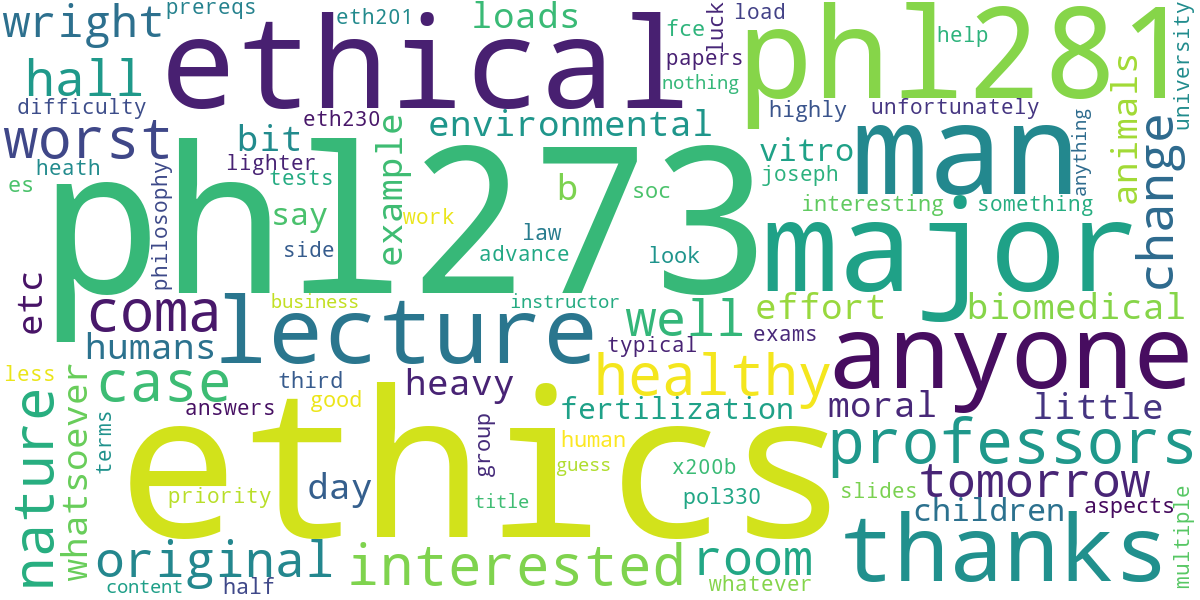 wright
prereqs
eth201
loads
fce
luck
load
help
university
hall
ethical
papers
nothing
phl281
animals
difficulty
eth230
environmental
highly
unfortunately
worst
bit
example
vitro
man
anything
change
heath
lighter
tests
b
soc
joseph
es
philosophy
phl273
say
work
interesting
something
side
law
advance
look
major
etc
coma
business
instructor
well
effort
biomedical
humans
lecture
typical
exams
anyone
less
case
third
good
heavy
healthy
nature
whatsoever
answers
fertilization
moral
little
terms
ethics
group
human
guess
professors
priority
day
x200b
pol330
title
slides
tomorrow
children
aspects
original
interested
room
thanks
multiple
content
half
whatever